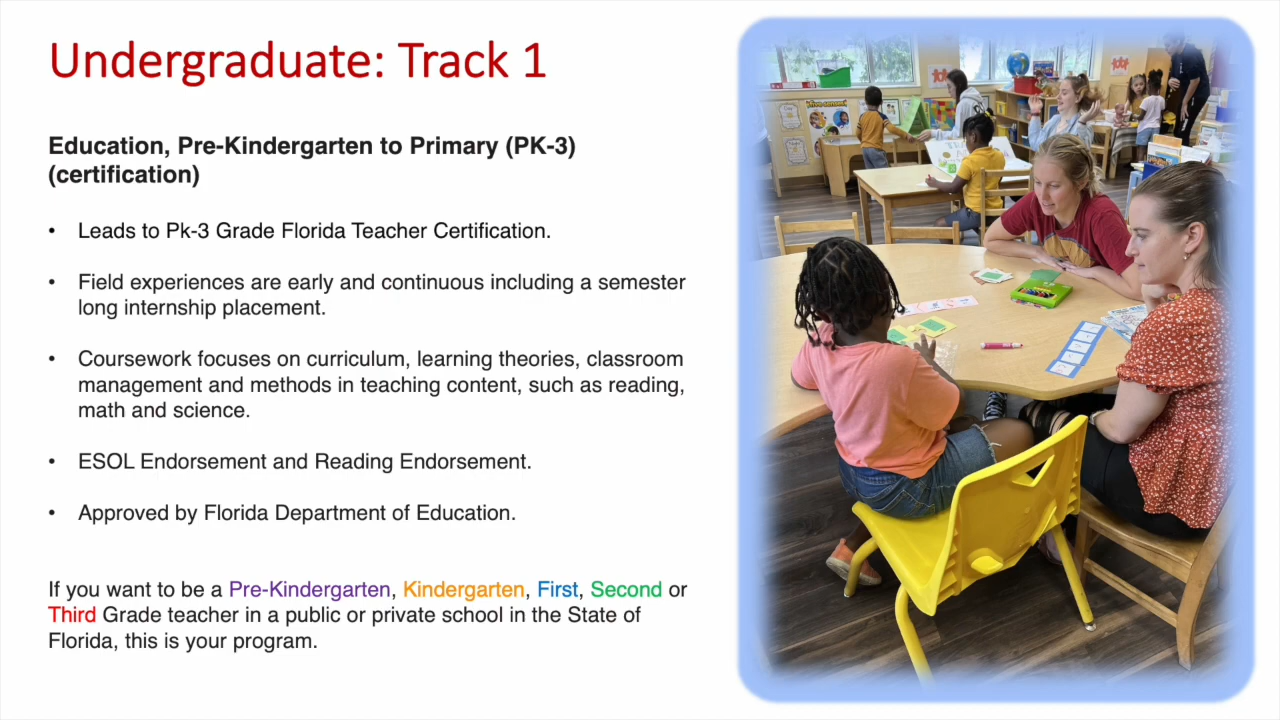 Undergraduate: Track 1
Education, Pre-Kindergarten to Primary (PK-3)
(certification)
• Leads to Pk-3 Grade Florida Teacher Certification.
• Field experiences are early and continuous including a semester
long internship placement.
• Coursework focuses on curriculum, learning theories, classroom
management and methods in teaching content, such as reading,
math and science.
• ESOL Endorsement and Reading Endorsement.
• Approved by Florida Department of Education.
If you want to be a Pre-Kindergarten, Kindergarten, First, Second or
Third Grade teacher in a public or private school in the State of
Florida, this is your program.